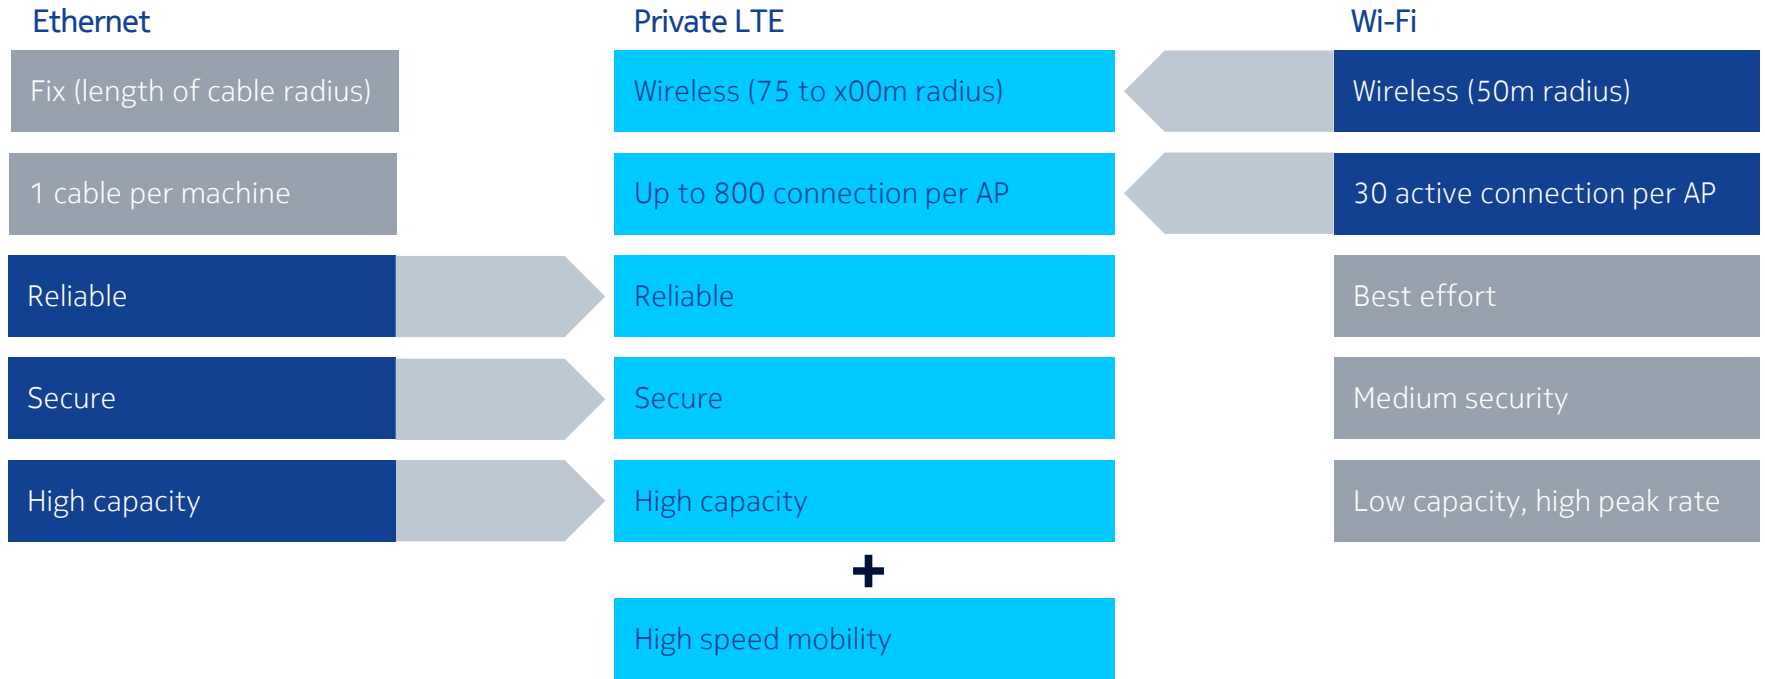 Ethernet
Private LTE
Wi-Fi
Fix (length of cable radius)
Wireless (75 to x00m radius)
Wireless (50m radius)
1 cable per machine
Up to 800 connection per AP
30 active connection per AP
Reliable
Reliable
Best effort
Secure
Secure
Medium security
High capacity
High capacity
Low capacity, high peak rate
+
High speed mobility